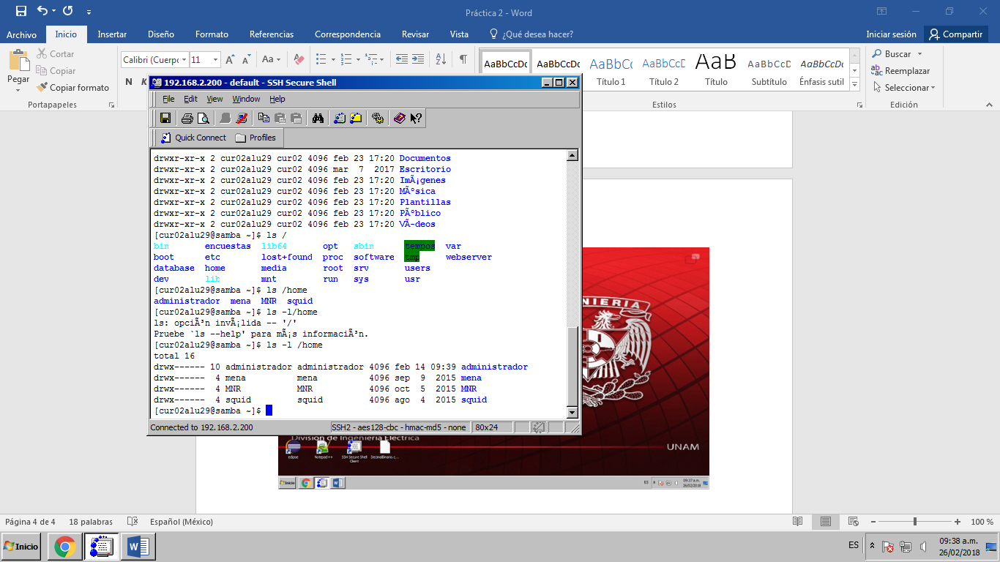 Práctica 2 - Word
Archivo Inicio Insertar Diseño Formato Referencias Correspondencia Revisar Vista ¿Qué desea hacer? Iniciar sesión Compartir
Pegar
Cortar
Copiar
Copiar formato
Portapapeles
Calibri (Cuerpo 11
N K
AaBbCcDc AaBbCcDc AaBbCc AaBbCcD AaB AaBbCcD AaBbCcDc
Título 1 Título 2 Título Subtítulo Énfasis sutil
Estilos
Buscar
Reemplazar
Seleccionar
Edición
192.168.2.200 - default - SSH Secure Shell
File Edit View Window Help
Quick Connect Profiles
drwxr-xr-x 2 cur02alu29 cur02 4096 feb 23 17:20 Documentos
drwxr-xr-x 2 cur02alu29 cur02 4096 mar 7 2017 Escritorio
drwxr-xr-x 2 cur02alu29 cur02 4096 feb 23 17:20 ImÃ¡genes
drwxr-xr-x 2 cur02alu29 cur02 4096 feb 23 17:20 MÃºsica
drwxr-xr-x 2 cur02alu29 cur02 4096 feb 23 17:20 Plantillas
drwxr-xr-x 2 cur02alu29 cur02 4096 feb 23 17:20 PÃºblico
drwxr-xr-x 2 cur02alu29 cur02 4096 feb 23 17:20 VÃ-deos
[cur02alu29@samba ~]$ ls /
bin encuestas lib64 opt sbin tempos var
boot etc lost+found proc software tmp webserver
database home media root srv users
dev lib mnt run sys usr
[cur02alu29@samba ~]$ ls /home
administrador mena MNR squid
[cur02alu29@samba ~]$ ls -l/home
ls: opciÃ³n invÃ¡lida -- '/'
Pruebe `ls --help' para mÃ¡s informaciÃ³n.
[cur02alu29@samba ~]$ ls -l /home
total 16
drwx------ 10 administrador administrador 4096 feb 14 09:39 administrador
drwx------ 4 mena mena 4096 sep 9 2015 mena
drwx------ 4 MNR MNR 4096 oct 5 2015 MNR
drwx------ 4 squid squid 4096 ago 4 2015 squid
[cur02alu29@samba ~]$
Connected to 192.168.2.200 SSH2 - aes128-cbc - hmac-md5 - none 80x24
NIERIA
División de Ingeniería Eléctrica
UNAM
eclipse Notepad++ SSH Secure Shell Client DecimalBinario.c...
Inicio ES 09:37 a.m.
26/02/2018
Página 4 de 4 18 palabras Español (México) 100 %
Inicio ES 09:38 a.m.
26/02/2018